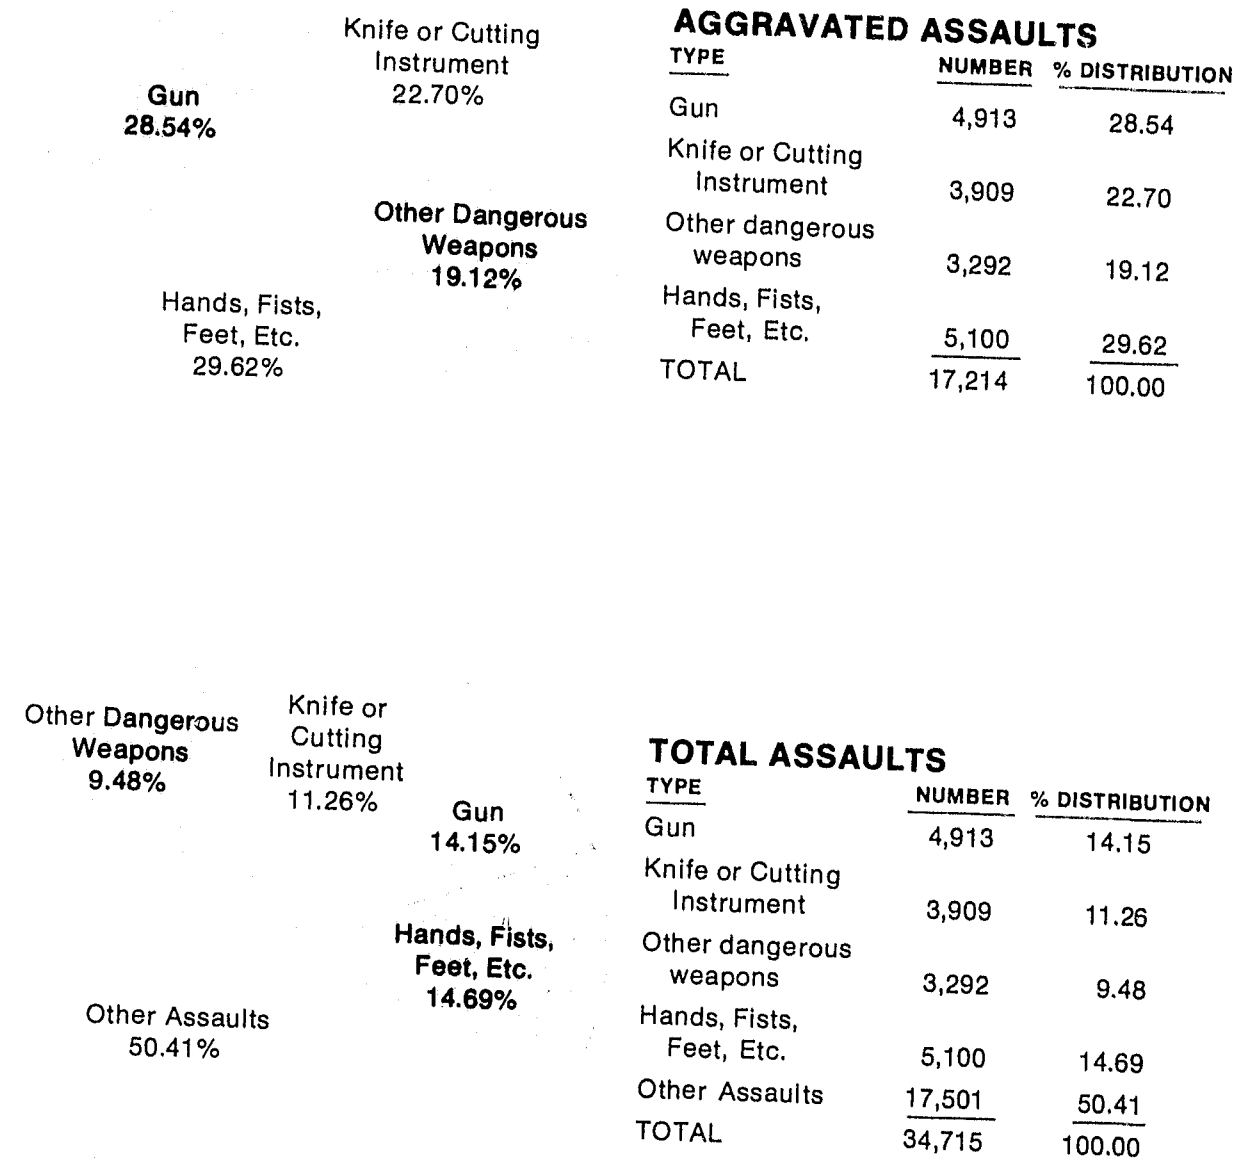 Knife or Cutting
Instrument
22.70%
Gun
28.54%
Other Dangerous
Weapons
19.12%
Hands, Fists,
Feet, Etc.
29.62%
AGGRAVATED ASSAULTS
TYPE NUMBER % DISTRIBUTION
Gun 4,913 28.54
Knife or Cutting
Instrument 3,909 22.70
Other dangerous
weapons 3,292 19.12
Hands, Fists,
Feet, Etc. 5,100 29.62
TOTAL 17,214 100.00
Other Dangerous
Weapons
9.48%
Knife or
Cutting
Instrument
11.26%
Gun
14.15%
Hands, Fists,
Feet, Etc.
14.69%
Other Assaults
50.41%
TOTAL ASSAULTS
TYPE NUMBER % DISTRIBUTION
Gun 4,913 14.15
Knife or Cutting
Instrument 3,909 11.26
Other dangerous
weapons 3,292 9.48
Hands, Fists,
Feet, Etc. 5,100 14.69
Other Assaults 17,501 50.41
TOTAL 34,715 100.00